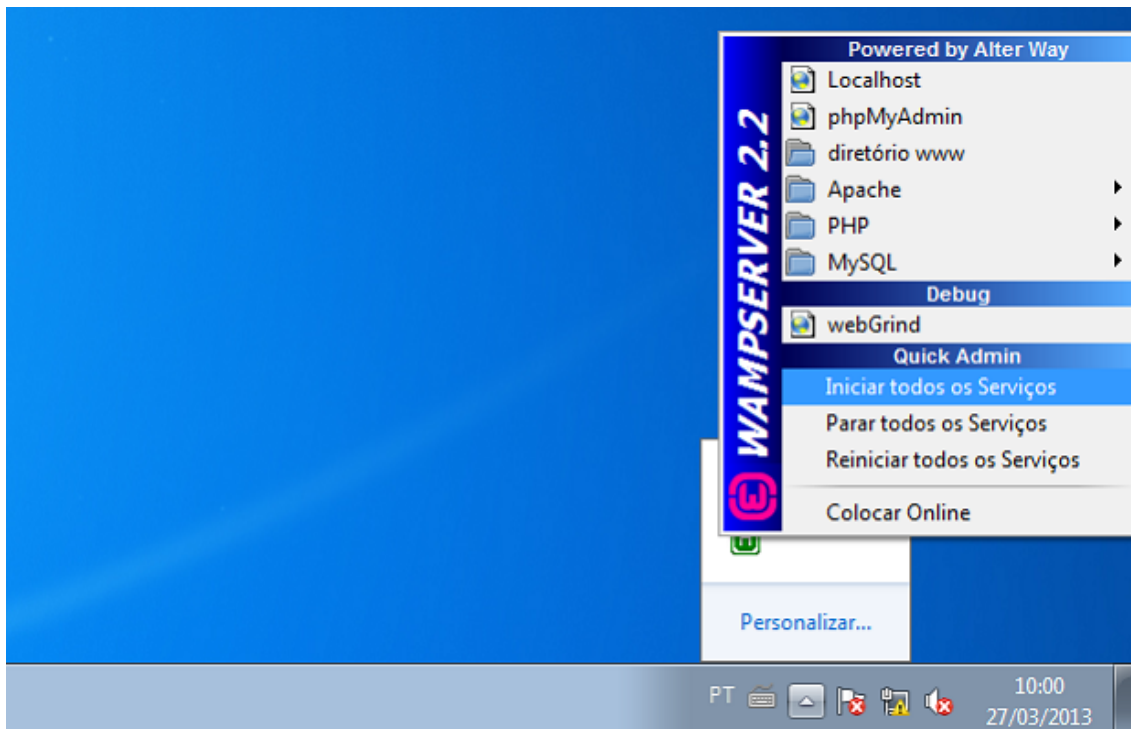 Powered by Alter Way
Localhost
phpMyAdmin
diretório www
Apache
PHP
MySQL
Debug
webGrind
Quick Admin
Iniciar todos os Serviços
Parar todos os Serviços
Reiniciar todos os Serviços
Colocar Online
WAMPSERVER 2.2
Personalizar...
PT
10:00
27/03/2013